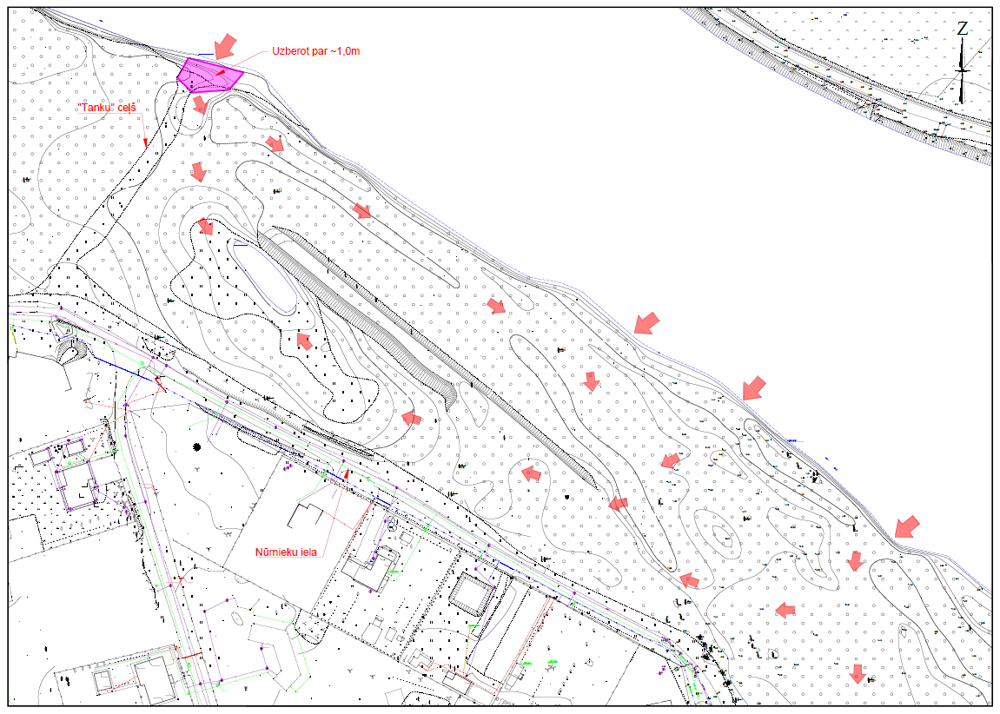 Z
Uzberot par ~1,0m
"Tanku" ceļš
Nūrnieku iela